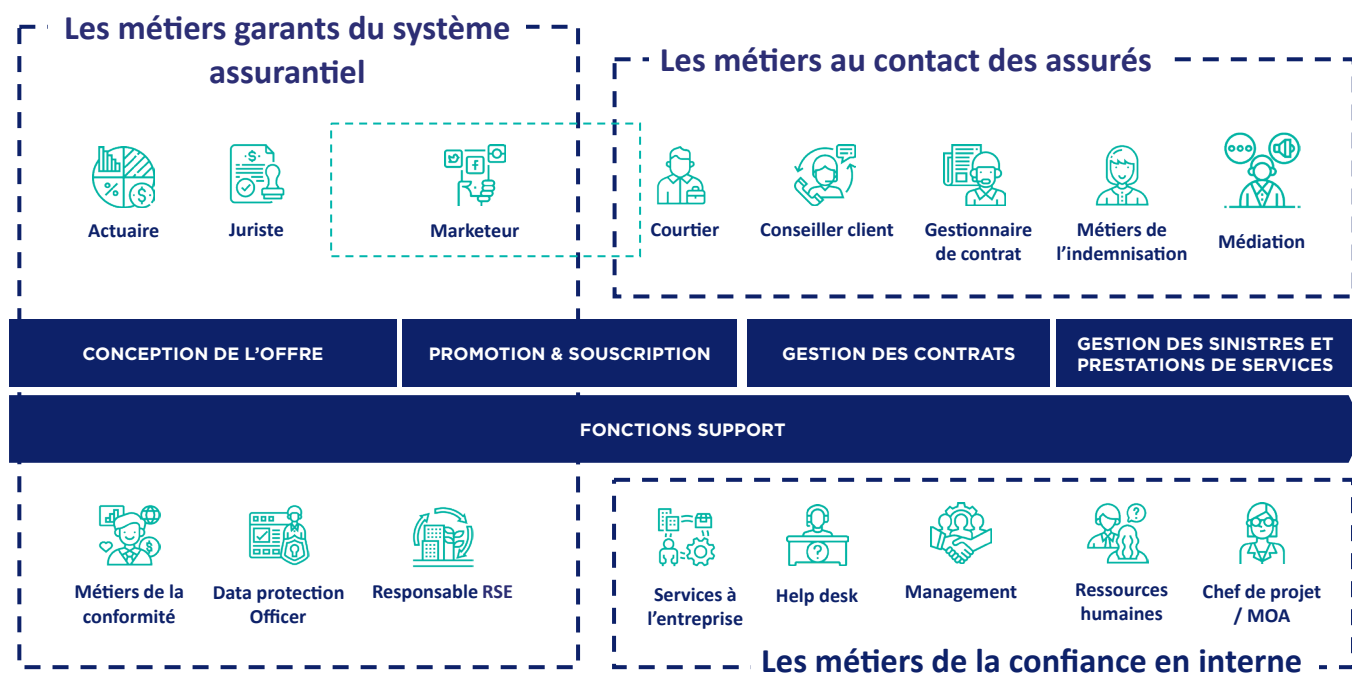 Les métiers garants du système
assurantiel
Les métiers au contact des assurés
Actuaire
Juriste
Marketeur
Courtier
Conseiller client
Gestionnaire
de contrat
Métiers de
l'indemnisation
Médiation
CONCEPTION DE L'OFFRE
PROMOTION & SOUSCRIPTION
GESTION DES CONTRATS
GESTION DES SINISTRES ET
PRESTATIONS DE SERVICES
FONCTIONS SUPPORT
Métiers de la
conformité
Data protection
Officer
Responsable RSE
Services à
l'entreprise
Help desk
Management
Ressources
humaines
Chef de projet
/ MOA
Les métiers de la confiance en interne